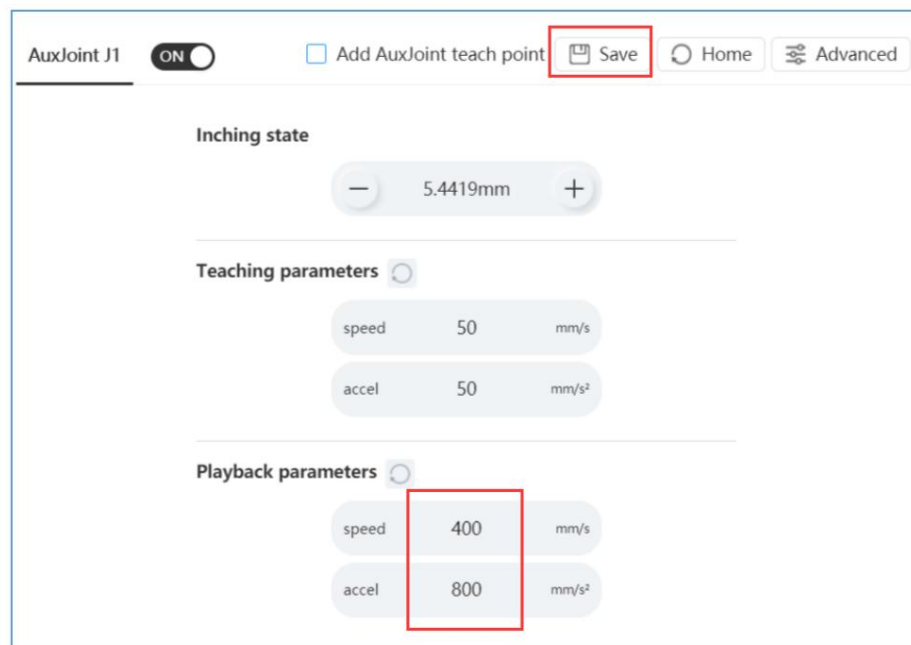 AuxJoint J1 ON Add AuxJoint teach point Save Home Advanced
Inching state
− 5.4419mm +
Teaching parameters
speed 50 mm/s
accel 50 mm/s²
Playback parameters
speed 400 mm/s
accel 800 mm/s²